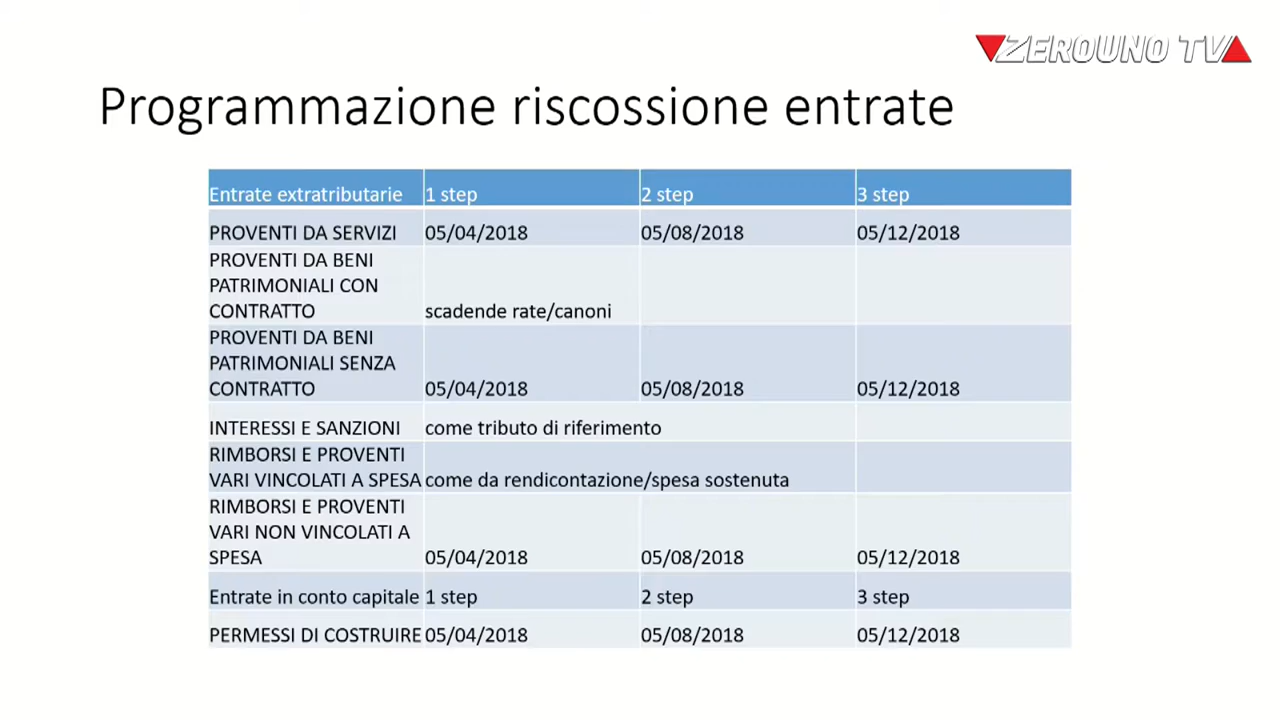 ZEROUNO TV
Programmazione riscossione entrate
Entrate extratributarie 1 step 2 step 3 step
PROVENTI DA SERVIZI 05/04/2018 05/08/2018 05/12/2018
PROVENTI DA BENI
PATRIMONIALI CON
CONTRATTO scadende rate/canoni
PROVENTI DA BENI
PATRIMONIALI SENZA
CONTRATTO 05/04/2018 05/08/2018 05/12/2018
INTERESSI E SANZIONI come tributo di riferimento
RIMBORSI E PROVENTI
VARI VINCOLATI A SPESA come da rendicontazione/spesa sostenuta
RIMBORSI E PROVENTI
VARI NON VINCOLATI A
SPESA 05/04/2018 05/08/2018 05/12/2018
Entrate in conto capitale 1 step 2 step 3 step
PERMESSI DI COSTRUIRE 05/04/2018 05/08/2018 05/12/2018